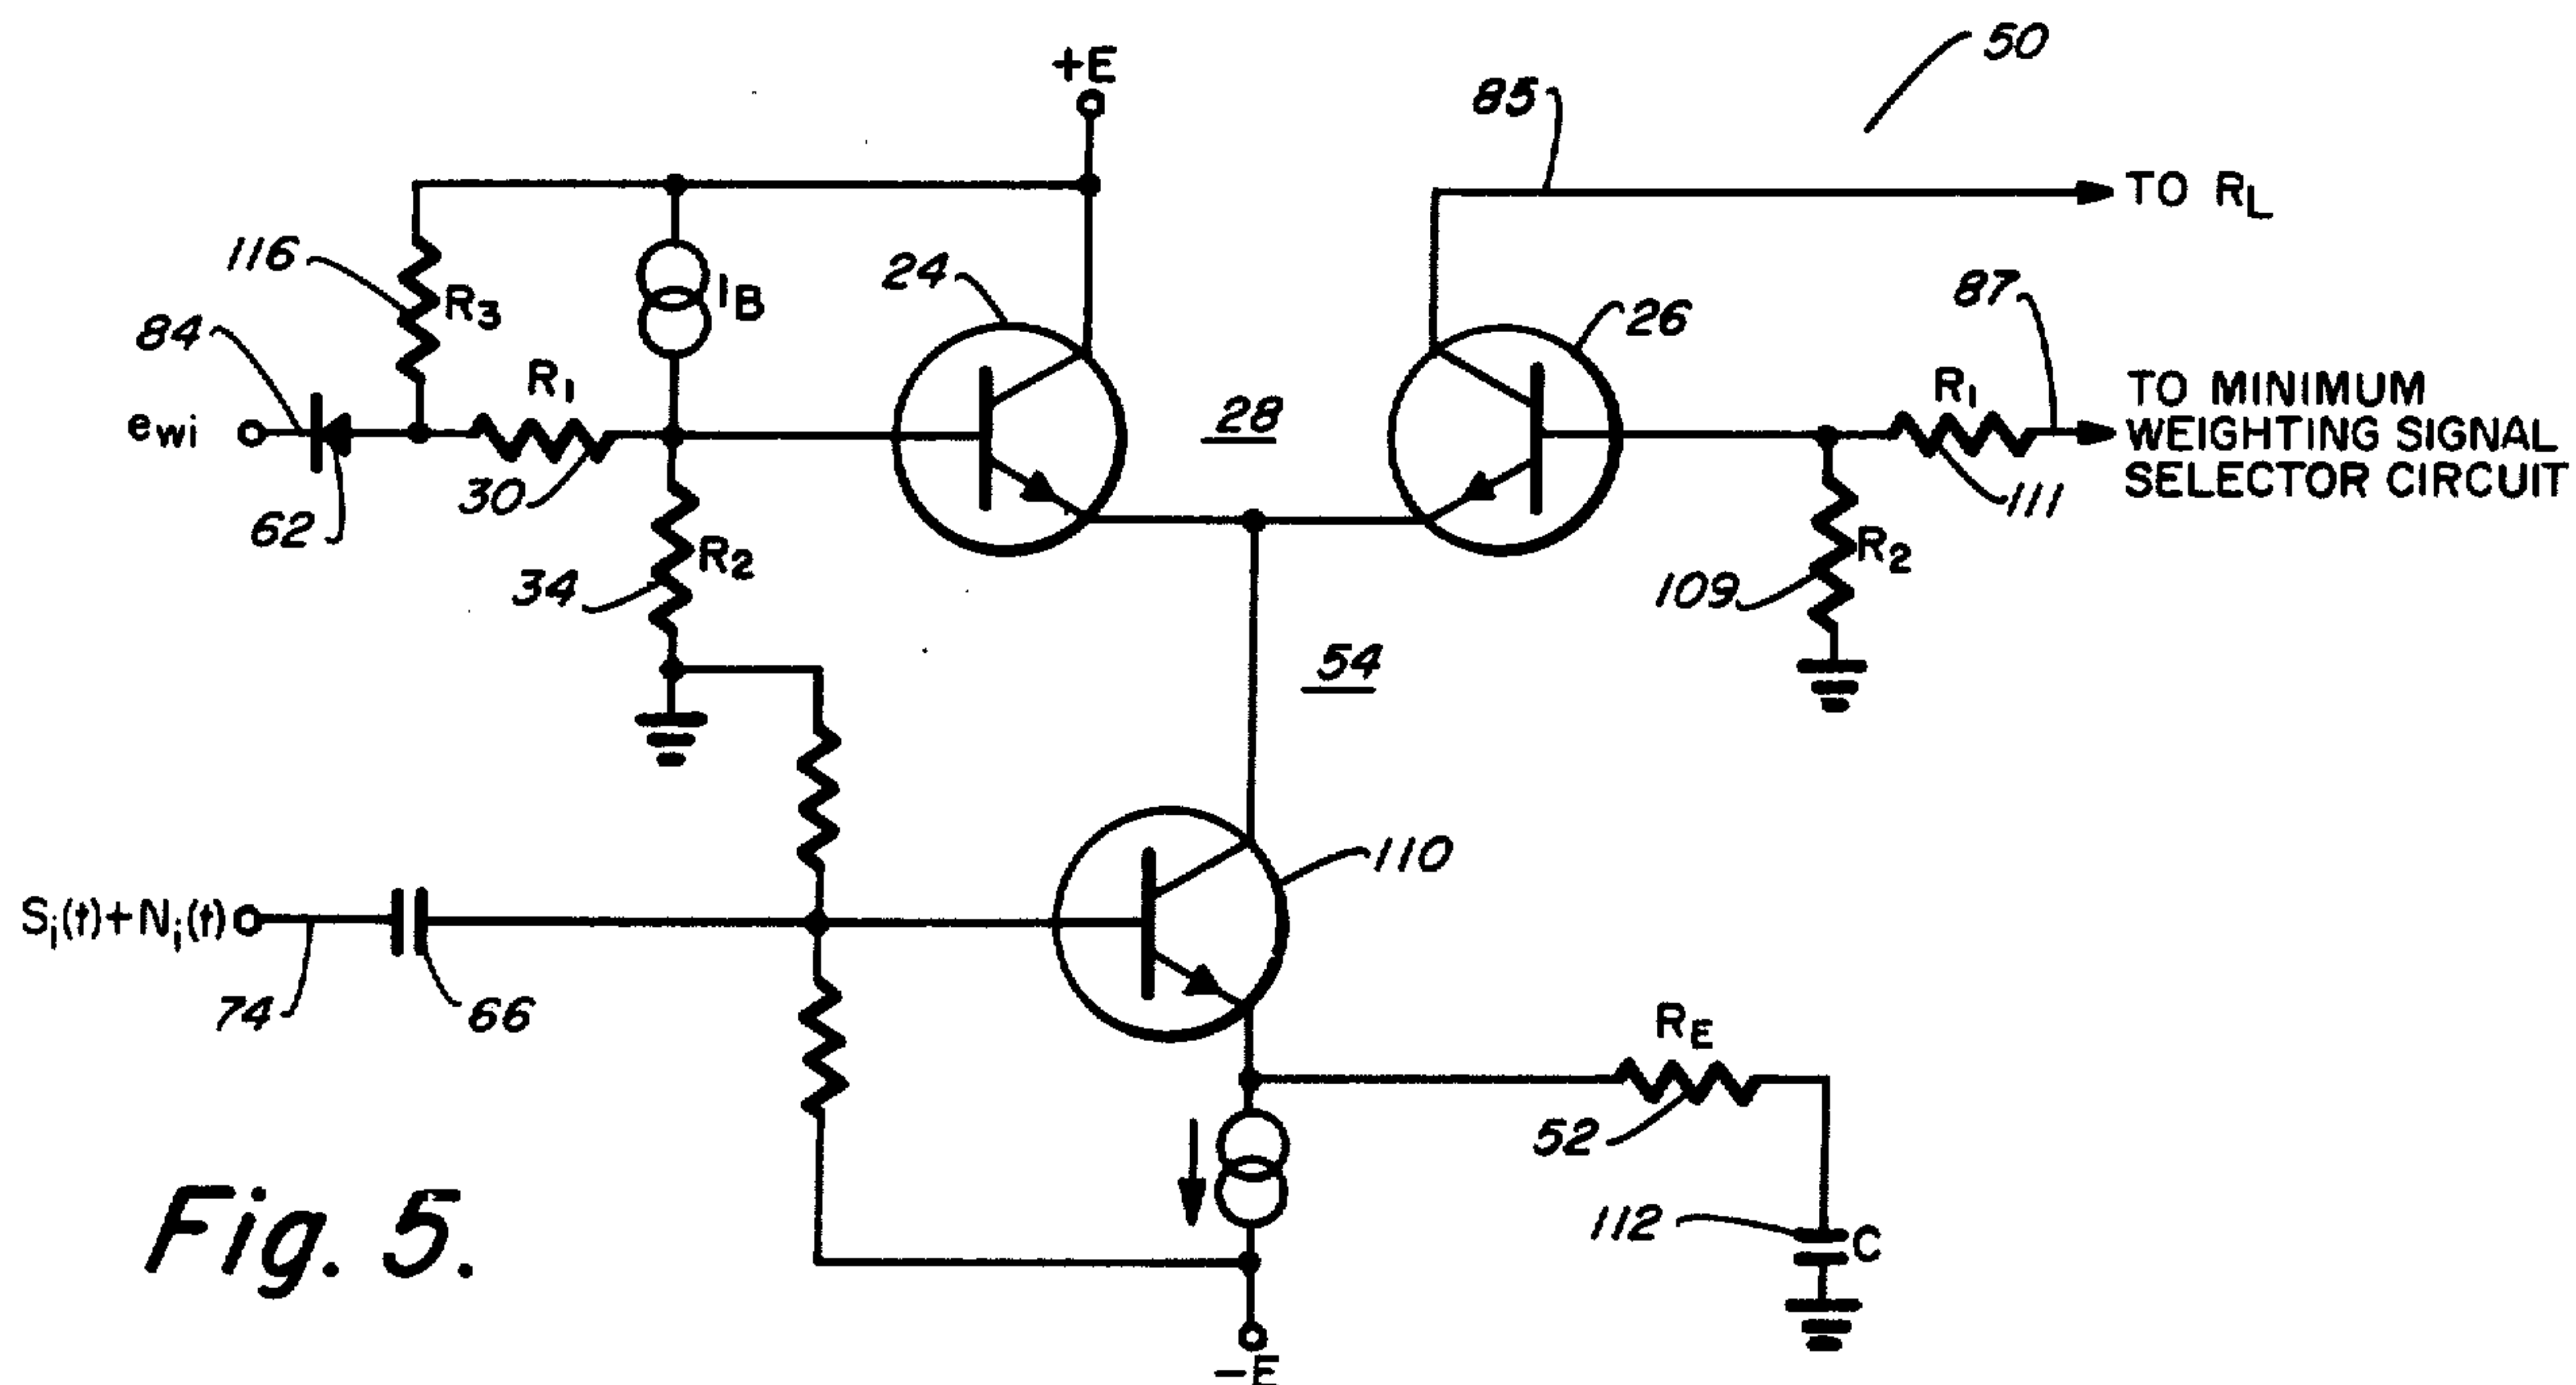 50
+E
85
TO RL
116
R3
IB
24
26
87
84
R1
R1
TO MINIMUM
WEIGHTING SIGNAL
SELECTOR CIRCUIT
ewi
28
30
111
62
R2
R2
34
109
54
110
Si(t)+Ni(t)
74
66
RE
52
112
C
Fig. 5.
-E